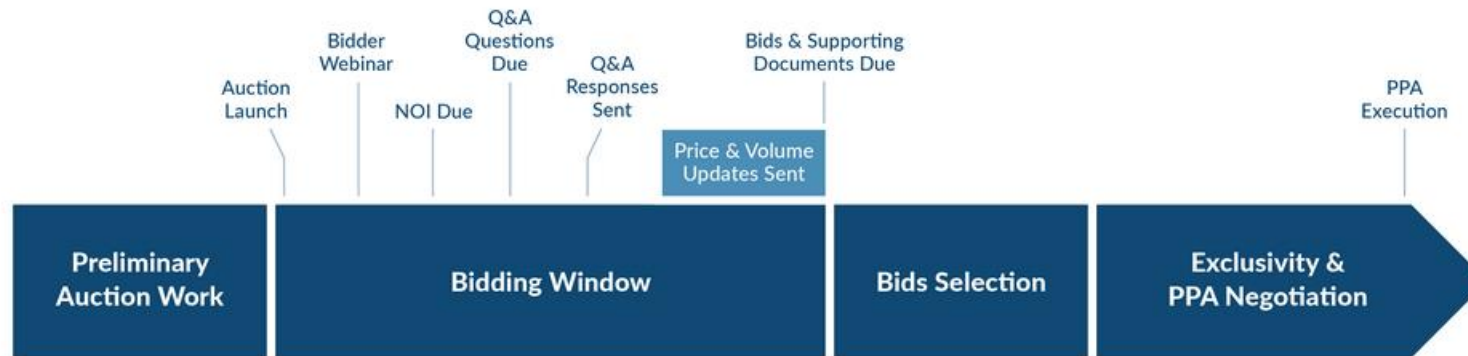 Auction
Launch
Bidder
Webinar
NOI Due
Q&A
Questions
Due
Q&A
Responses
Sent
Price & Volume
Updates Sent
Bids & Supporting
Documents Due
PPA
Execution
Preliminary
Auction Work
Bidding Window
Bids Selection
Exclusivity &
PPA Negotiation